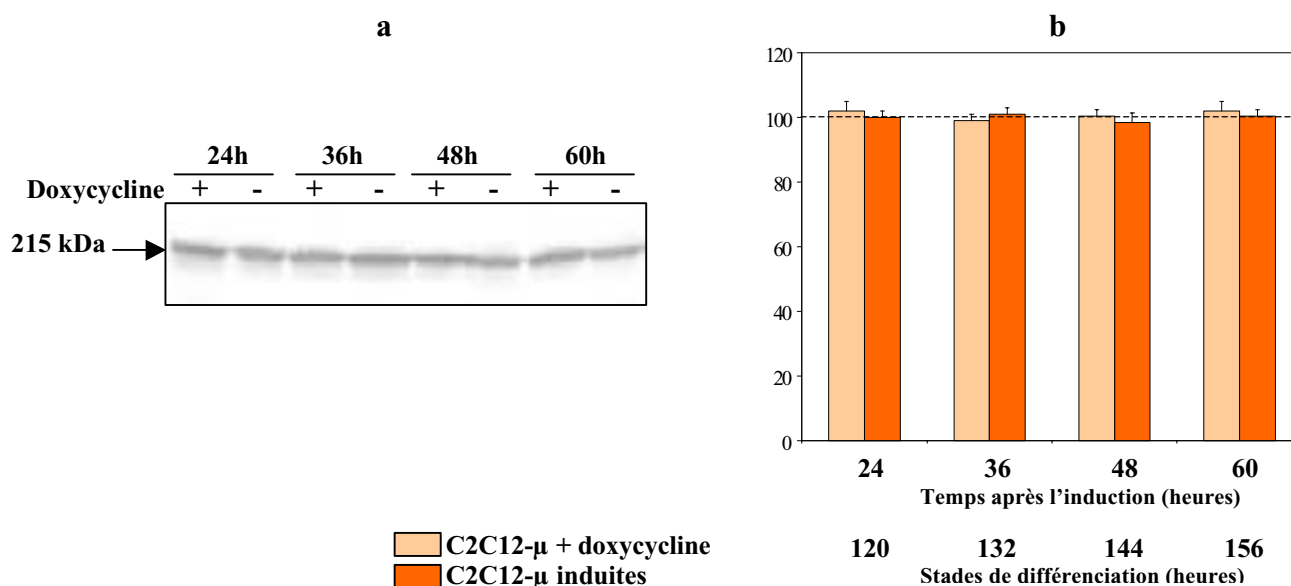 a
24h 36h 48h 60h
Doxycycline + - + - + - + -
215 kDa
b
120
100
80
60
40
20
0
24 36 48 60
Temps après l'induction (heures)
C2C12-µ + doxycycline
C2C12-µ induites
120 132 144 156
Stades de différenciation (heures)